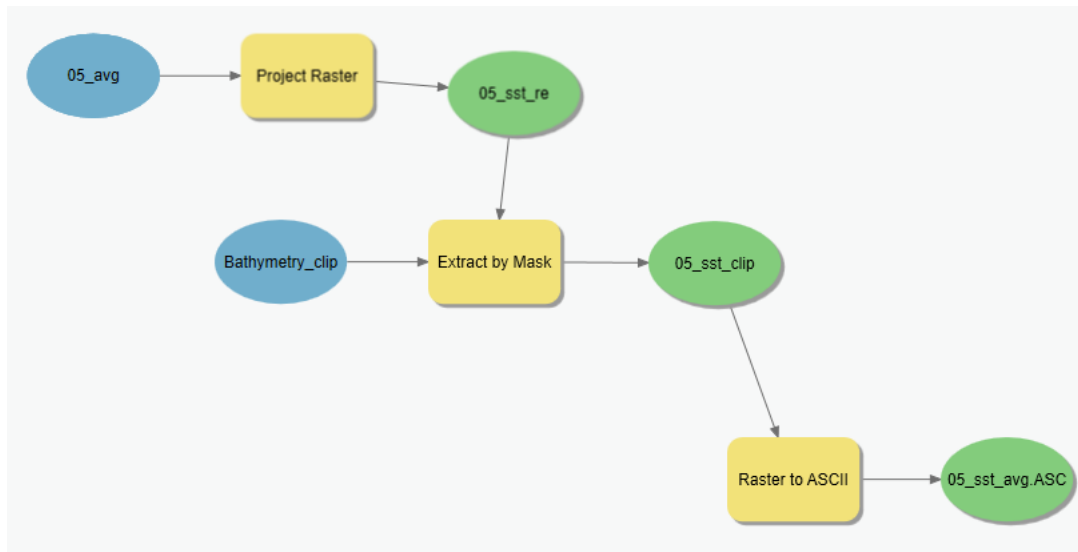 05_avg
Project Raster
05_sst_re
Bathymetry_clip
Extract by Mask
05_sst_clip
Raster to ASCII
05_sst_avg.ASC